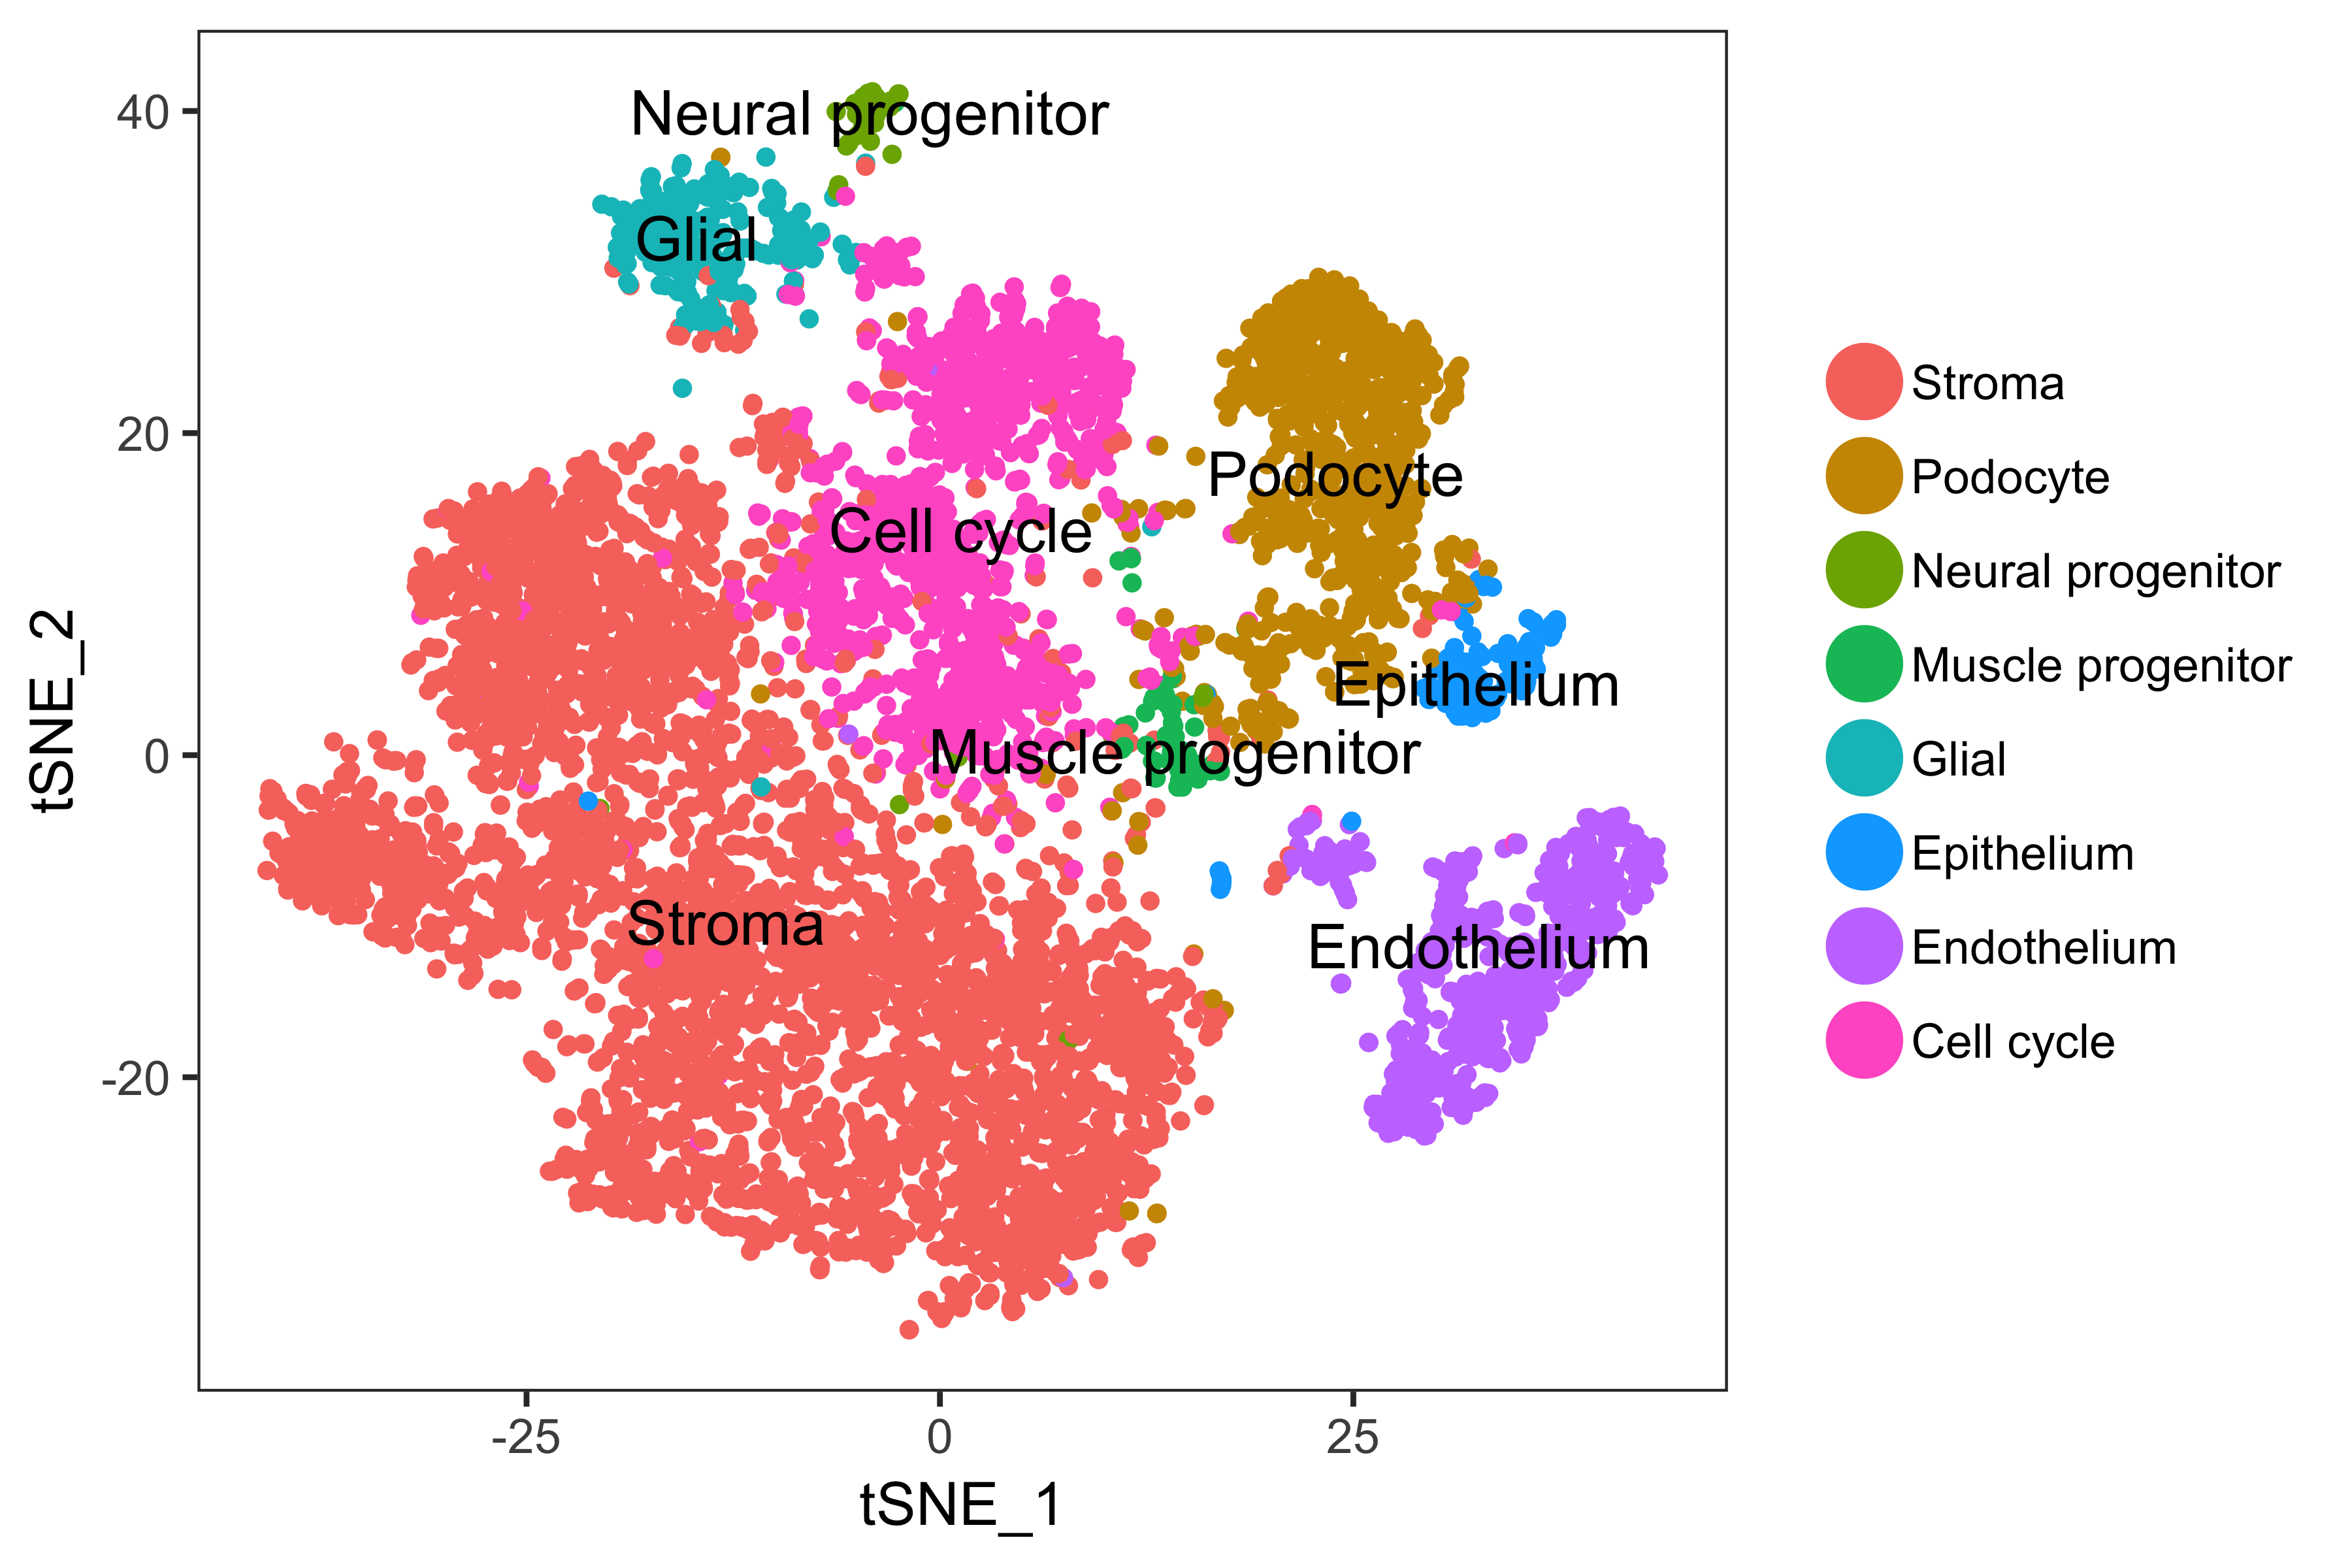 Neural progenitor
Glial
Cell cycle
Podocyte
Epithelium
Muscle progenitor
Stroma
Endothelium
40
20
0
-20
tSNE_2
-25
0
25
tSNE_1
Stroma
Podocyte
Neural progenitor
Muscle progenitor
Glial
Epithelium
Endothelium
Cell cycle